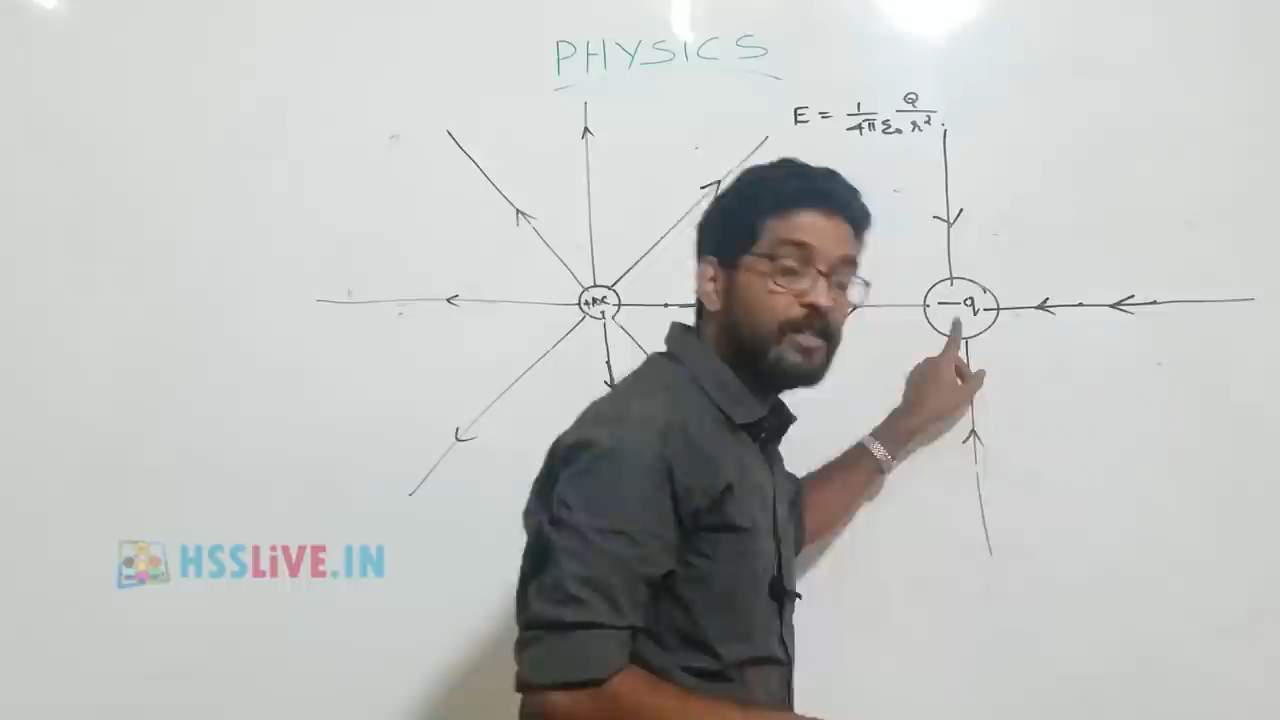 PHYSICS
E = 1/4πε₀ Q/r²
-q
HSSLiVE.IN